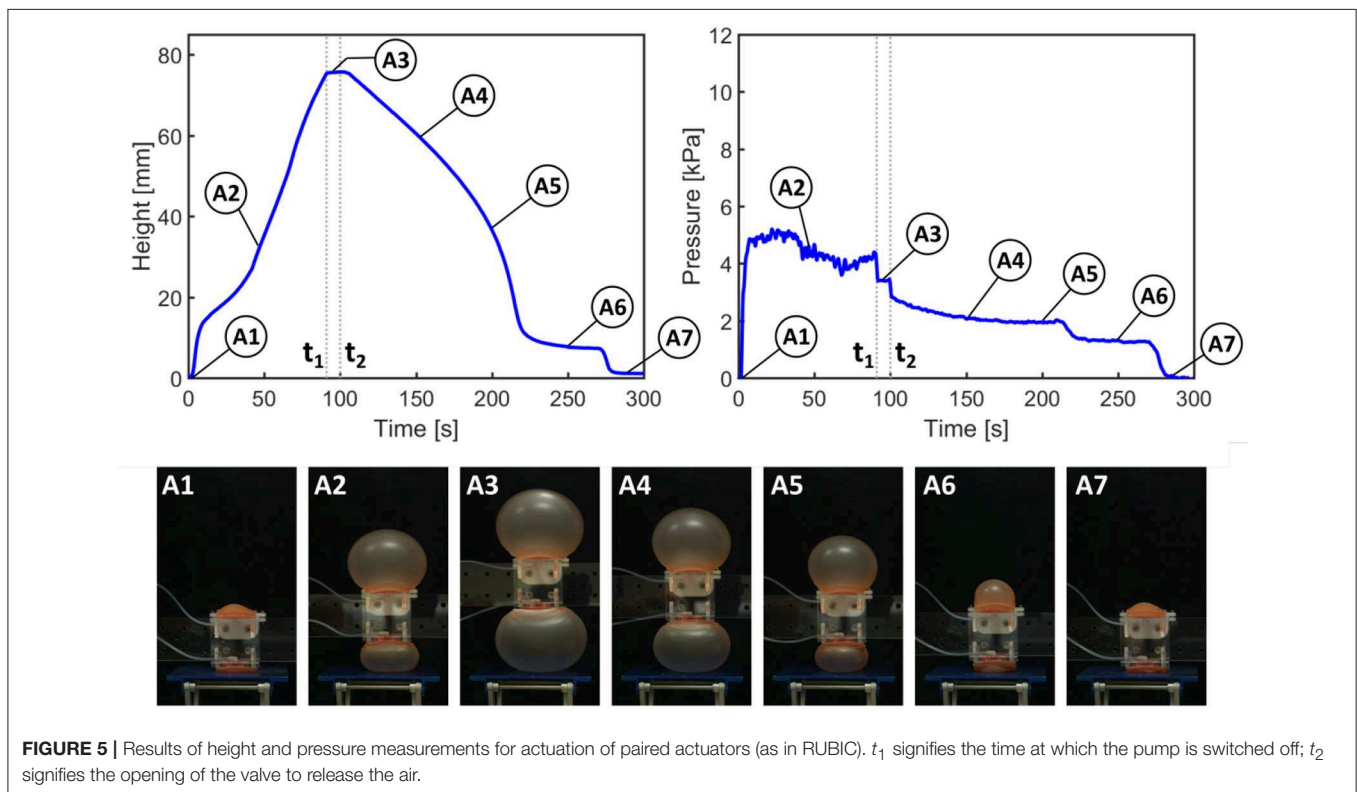 80
60
40
20
0
Height [mm]
A1
A2
A3
A4
A5
A6
A7
t1
t2
0 50 100 150 200 250 300
Time [s]
12
10
8
6
4
2
0
Pressure [kPa]
A1
A2
A3
A4
A5
A6
A7
t1
t2
0 50 100 150 200 250 300
Time [s]
A1 A2 A3 A4 A5 A6 A7
FIGURE 5 | Results of height and pressure measurements for actuation of paired actuators (as in RUBIC). t1 signifies the time at which the pump is switched off; t2
signifies the opening of the valve to release the air.